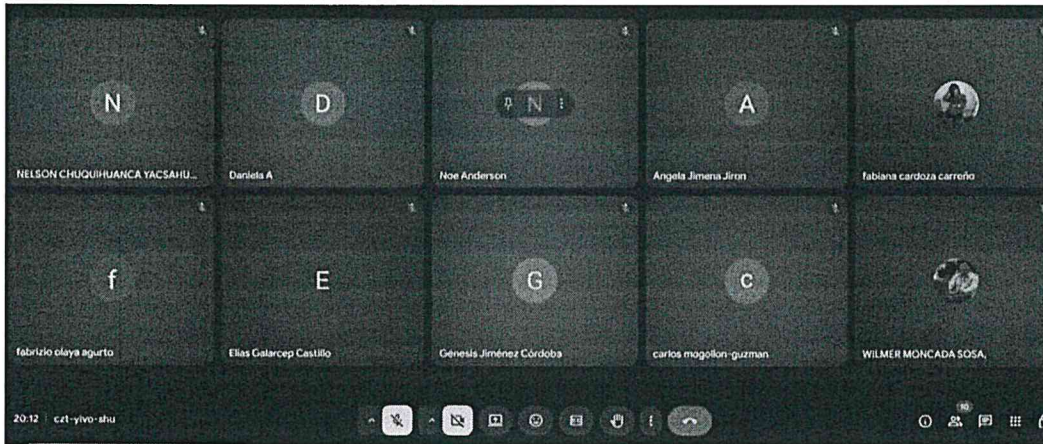 N
D
N
A
NELSON CHUQUIHUANCA YACSAHU...
Daniela A
Noe Anderson
Angela Jimena Jiron
fabiana cardoza carreño
f
E
G
c
fabrizio olaya agurto
Elias Galarcep Castillo
Génesis Jiménez Córdoba
carlos mogollon-guzman
WILMER MONCADA SOSA,
20:12 | czt-yivo-shu
10